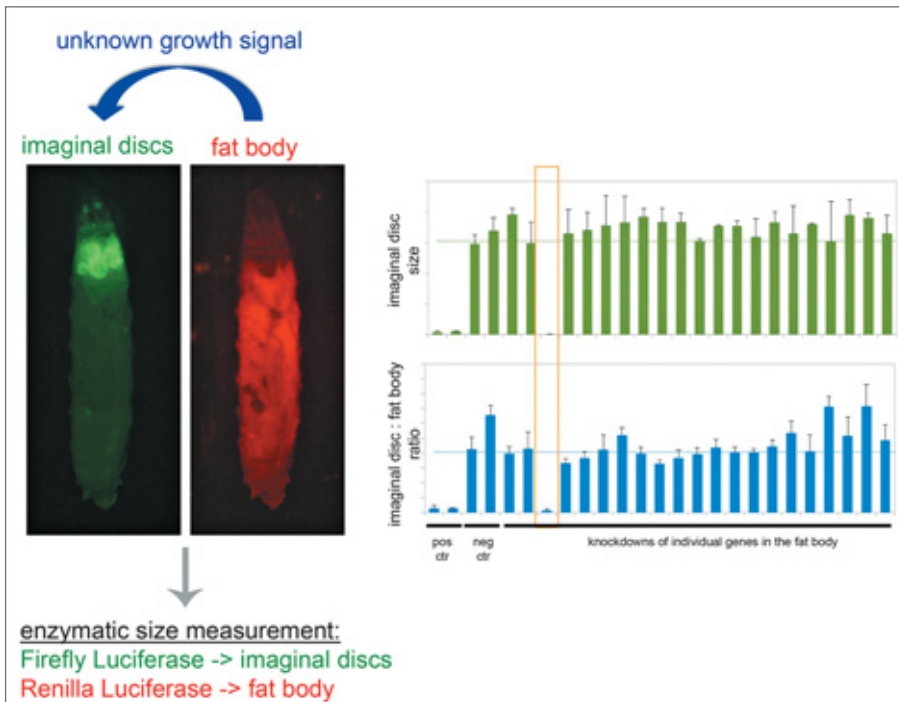 unknown growth signal
imaginal discs
fat body
enzymatic size measurement:
Firefly Luciferase -> imaginal discs
Renilla Luciferase -> fat body
imaginal disc
size
imaginal disc : fat body
ratio
pos
ctr
neg
ctr
knockdowns of individual genes in the fat body